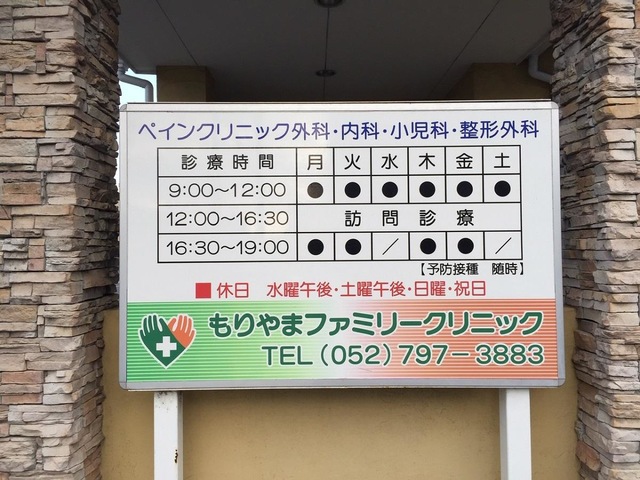 ペインクリニック外科・内科・小児科・整形外科
診療時間 月 火 水 木 金 土
9:00〜12:00 ● ● ● ● ● ●
12:00〜16:30 訪問診療
16:30〜19:00 ● ● ／ ● ● ／
【予防接種 随時】
■休日 水曜午後・土曜午後・日曜・祝日
もりやまファミリークリニック
TEL(052)797-3883